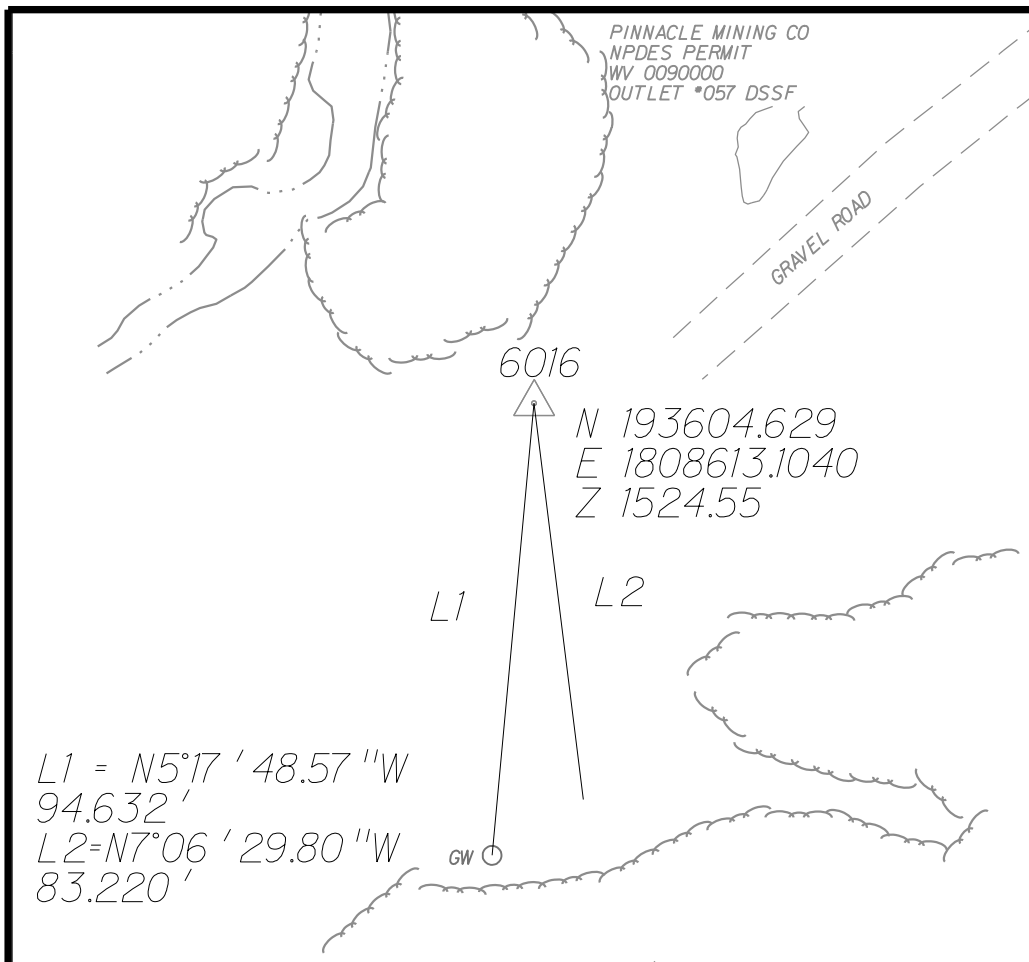 PINNACLE MINING CO
NPDES PERMIT
WV 0090000
OUTLET #057 DSSF
GRAVEL ROAD
6016
N 193604.629
E 1808613.1040
Z 1524.55
L1
L2
L1 = N5°17'48.57"W
94.632'
L2=N7°06'29.80"W
83.220'
GW